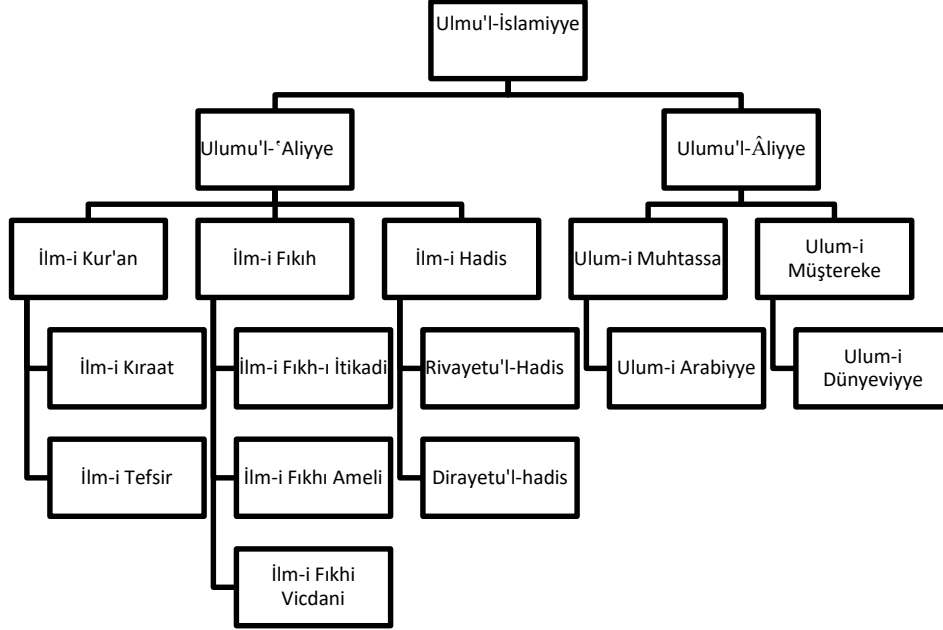 Ulmu'l-İslamiyye
Ulumu'l-ʿAliyye
Ulumu'l-Âliyye
İlm-i Kur'an
İlm-i Fıkıh
İlm-i Hadis
Ulum-i Muhtassa
Ulum-i
Müştereke
İlm-i Kıraat
İlm-i Fıkh-ı İtikadi
Rivayetu'l-Hadis
Ulum-i Arabiyye
Ulum-i
Dünyeviyye
İlm-i Tefsir
İlm-i Fıkhı Ameli
Dirayetu'l-hadis
İlm-i Fıkhi
Vicdani